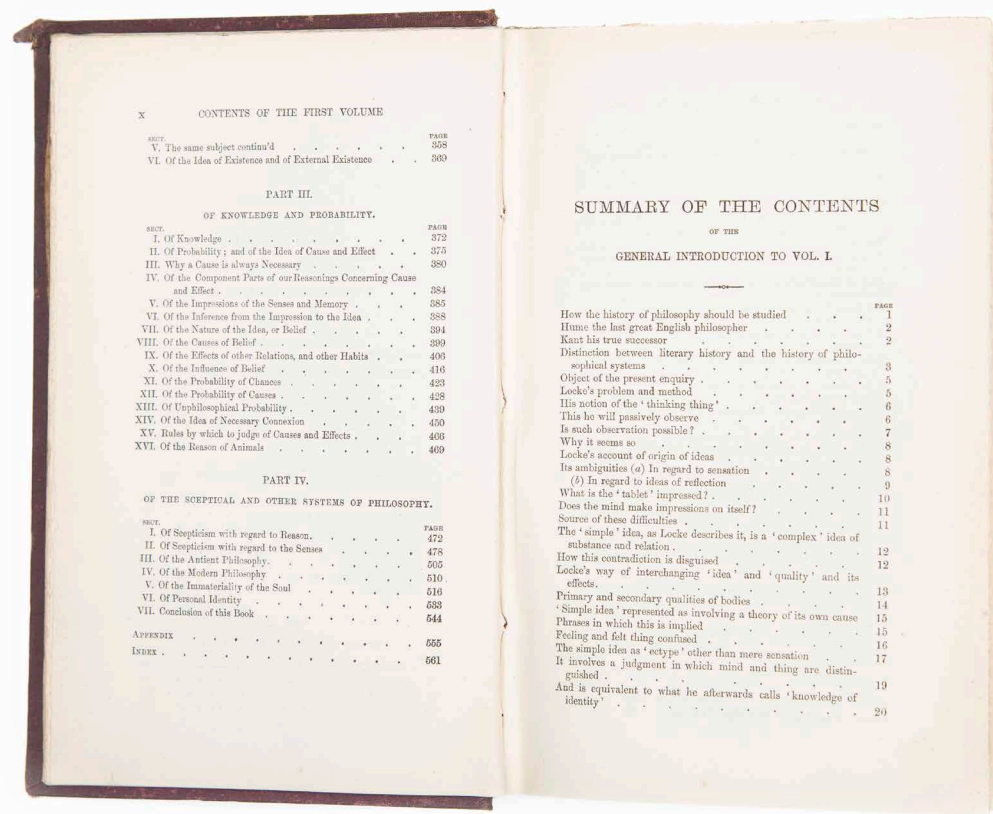 x CONTENTS OF THE FIRST VOLUME
SECT. PAGE
V. The same subject continu'd . . . . . . 358
VI. Of the Idea of Existence and of External Existence . . 369
PART III.
OF KNOWLEDGE AND PROBABILITY.
SECT. PAGE
I. Of Knowledge . . . . . . . . . 372
II. Of Probability; and of the Idea of Cause and Effect . . 375
III. Why a Cause is always Necessary . . . . . 380
IV. Of the Component Parts of our Reasonings Concerning Cause
and Effect . . . . . . . . . 384
V. Of the Impressions of the Senses and Memory . . . 385
VI. Of the Inference from the Impression to the Idea . . . 388
VII. Of the Nature of the Idea, or Belief . . . . . 394
VIII. Of the Causes of Belief . . . . . . . 399
IX. Of the Effects of other Relations, and other Habits . . 406
X. Of the Influence of Belief . . . . . . 416
XI. Of the Probability of Chances . . . . . . 423
XII. Of the Probability of Causes . . . . . . 428
XIII. Of Unphilosophical Probability . . . . . . 439
XIV. Of the Idea of Necessary Connexion . . . . . 450
XV. Rules by which to judge of Causes and Effects . . . 466
XVI. Of the Reason of Animals . . . . . . 469
PART IV.
OF THE SCEPTICAL AND OTHER SYSTEMS OF PHILOSOPHY.
SECT. PAGE
I. Of Scepticism with regard to Reason . . . . . 472
II. Of Scepticism with regard to the Senses . . . . 478
III. Of the Antient Philosophy . . . . . . . 505
IV. Of the Modern Philosophy . . . . . . . 510
V. Of the Immateriality of the Soul . . . . . 516
VI. Of Personal Identity . . . . . . . 533
VII. Conclusion of this Book . . . . . . . 544
APPENDIX . . . . . . . . . 555
INDEX . . . . . . . . . . 561
SUMMARY OF THE CONTENTS
OF THE
GENERAL INTRODUCTION TO VOL. I.
PAGE
How the history of philosophy should be studied . . . 1
Hume the last great English philosopher . . . . 2
Kant his true successor . . . . . . . 2
Distinction between literary history and the history of philo-
sophical systems . . . . . . . . 3
Object of the present enquiry . . . . . . . 5
Locke's problem and method . . . . . . 5
His notion of the 'thinking thing' . . . . . . 6
This he will passively observe . . . . . . 6
Is such observation possible? . . . . . . . 7
Why it seems so . . . . . . . . 8
Locke's account of origin of ideas . . . . . . 8
Its ambiguities (a) In regard to sensation . . . . 8
(b) In regard to ideas of reflection . . . . . 9
What is the 'tablet' impressed? . . . . . . 10
Does the mind make impressions on itself? . . . . 11
Source of these difficulties . . . . . . . 11
The 'simple' idea, as Locke describes it, is a 'complex' idea of
substance and relation . . . . . . . 12
How this contradiction is disguised . . . . . 12
Locke's way of interchanging 'idea' and 'quality' and its
effects . . . . . . . . . . 13
Primary and secondary qualities of bodies . . . . 14
'Simple idea' represented as involving a theory of its own cause 15
Phrases in which this is implied . . . . . . 15
Feeling and felt thing confused . . . . . . 16
The simple idea as 'ectype' other than mere sensation . . 17
It involves a judgment in which mind and thing are distin-
guished . . . . . . . . . 19
And is equivalent to what he afterwards calls 'knowledge of
identity' . . . . . . . . . 20